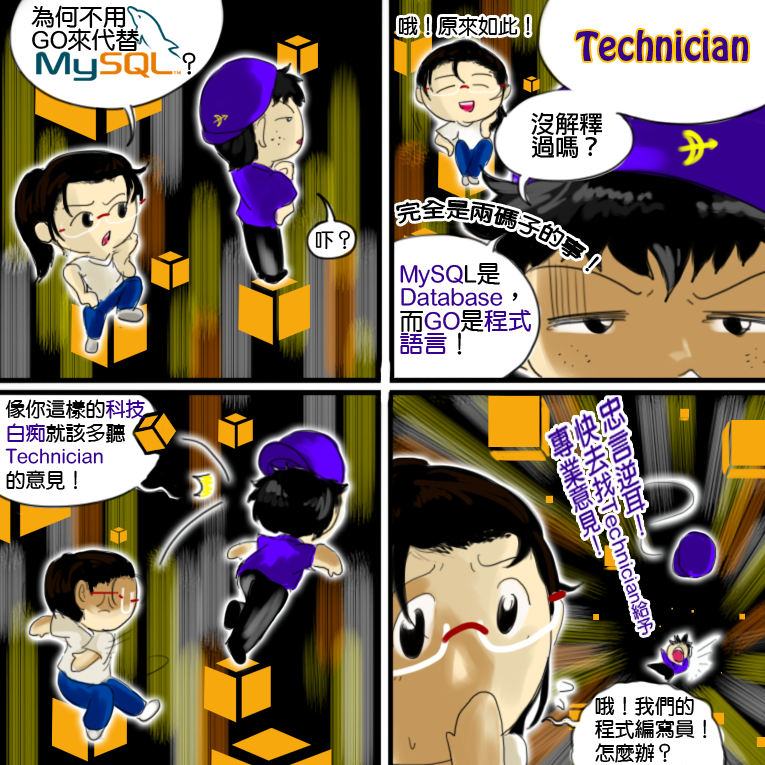 為何不用
GO來代替
MySQL™?
吓？
哦！原來如此！
Technician
沒解釋
過嗎？
完全是兩碼子的事！
MySQL是
Database，
而GO是程式
語言！
像你這樣的科技
白痴就該多聽
Technician
的意見！
忠言逆耳！
快去找Technician給予
專業意見！
哦！我們的
程式編寫員！
怎麼辦？